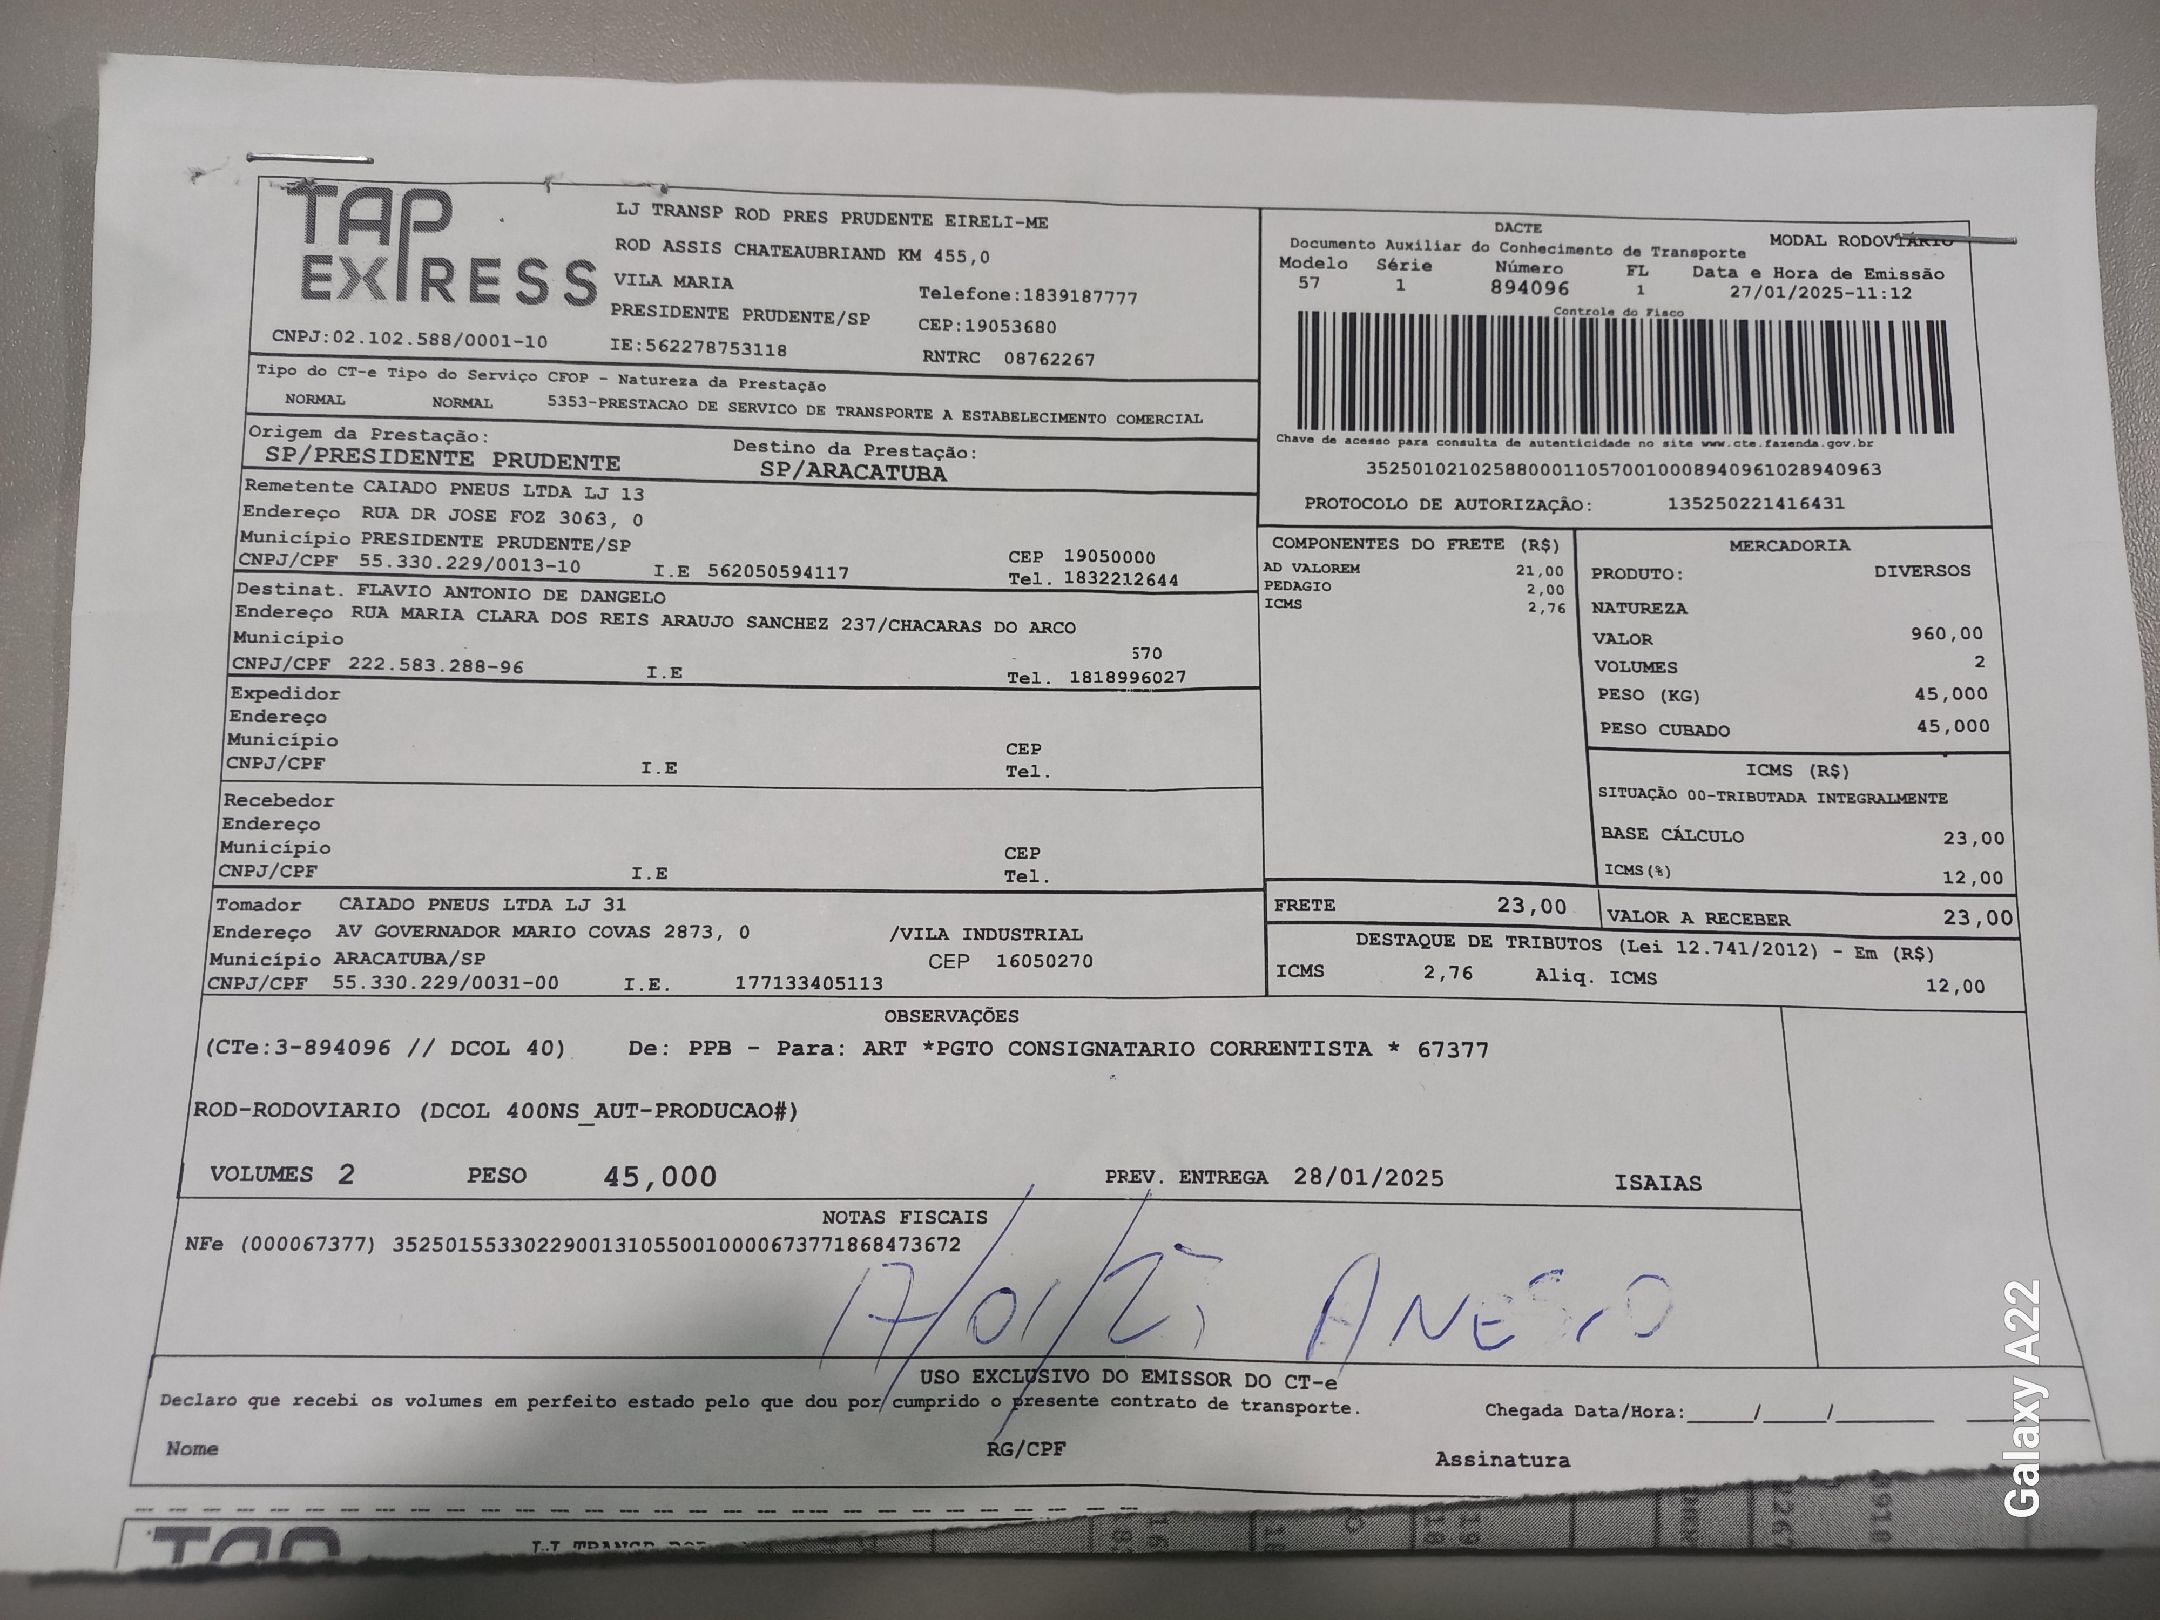 TAP
EXPRESS
LJ TRANSP ROD PRES PRUDENTE EIRELI-ME
ROD ASSIS CHATEAUBRIAND KM 455,0
VILA MARIA
Telefone:1839187777
PRESIDENTE PRUDENTE/SP
CEP:19053680
CNPJ:02.102.588/0001-10
IE:562278753118
RNTRC 08762267
DACTE
MODAL RODOVIÁRIO
Documento Auxiliar do Conhecimento de Transporte
Modelo Série Número FL Data e Hora de Emissão
57 1 894096 1 27/01/2025-11:12
Controle do Fisco
Chave de acesso para consulta de autenticidade no site www.cte.fazenda.gov.br
35250102102588000110570010008940961028940963
PROTOCOLO DE AUTORIZAÇÃO: 135250221416431
Tipo do CT-e Tipo do Serviço CFOP - Natureza da Prestação
NORMAL NORMAL 5353-PRESTACAO DE SERVICO DE TRANSPORTE A ESTABELECIMENTO COMERCIAL
Origem da Prestação: Destino da Prestação:
SP/PRESIDENTE PRUDENTE SP/ARACATUBA
Remetente CAIADO PNEUS LTDA LJ 13
Endereço RUA DR JOSE FOZ 3063, 0
Município PRESIDENTE PRUDENTE/SP CEP 19050000
CNPJ/CPF 55.330.229/0013-10 I.E 562050594117 Tel. 1832212644
Destinat. FLAVIO ANTONIO DE DANGELO
Endereço RUA MARIA CLARA DOS REIS ARAUJO SANCHEZ 237/CHACARAS DO ARCO
Município 570
CNPJ/CPF 222.583.288-96 I.E Tel. 1818996027
Expedidor
Endereço
Município CEP
CNPJ/CPF I.E Tel.
Recebedor
Endereço
Município CEP
CNPJ/CPF I.E Tel.
Tomador CAIADO PNEUS LTDA LJ 31
Endereço AV GOVERNADOR MARIO COVAS 2873, 0 /VILA INDUSTRIAL
Município ARACATUBA/SP CEP 16050270
CNPJ/CPF 55.330.229/0031-00 I.E. 177133405113
COMPONENTES DO FRETE (R$)
AD VALOREM 21,00
PEDAGIO 2,00
ICMS 2,76
MERCADORIA
PRODUTO: DIVERSOS
NATUREZA
VALOR 960,00
VOLUMES 2
PESO (KG) 45,000
PESO CUBADO 45,000
ICMS (R$)
SITUAÇÃO 00-TRIBUTADA INTEGRALMENTE
BASE CÁLCULO 23,00
ICMS(%) 12,00
FRETE 23,00 VALOR A RECEBER 23,00
DESTAQUE DE TRIBUTOS (Lei 12.741/2012) - Em (R$)
ICMS 2,76 Aliq. ICMS 12,00
OBSERVAÇÕES
(CTe:3-894096 // DCOL 40) De: PPB - Para: ART *PGTO CONSIGNATARIO CORRENTISTA * 67377
ROD-RODOVIARIO (DCOL 400NS_AUT-PRODUCAO#)
VOLUMES 2 PESO 45,000 PREV. ENTREGA 28/01/2025 ISAIAS
NOTAS FISCAIS
NFe (000067377) 35250155330229001310550010000673771868473672
17/01/25 ANESIO
USO EXCLUSIVO DO EMISSOR DO CT-e
Declaro que recebi os volumes em perfeito estado pelo que dou por cumprido o presente contrato de transporte. Chegada Data/Hora:____/____/______
Nome RG/CPF Assinatura
Galaxy A22